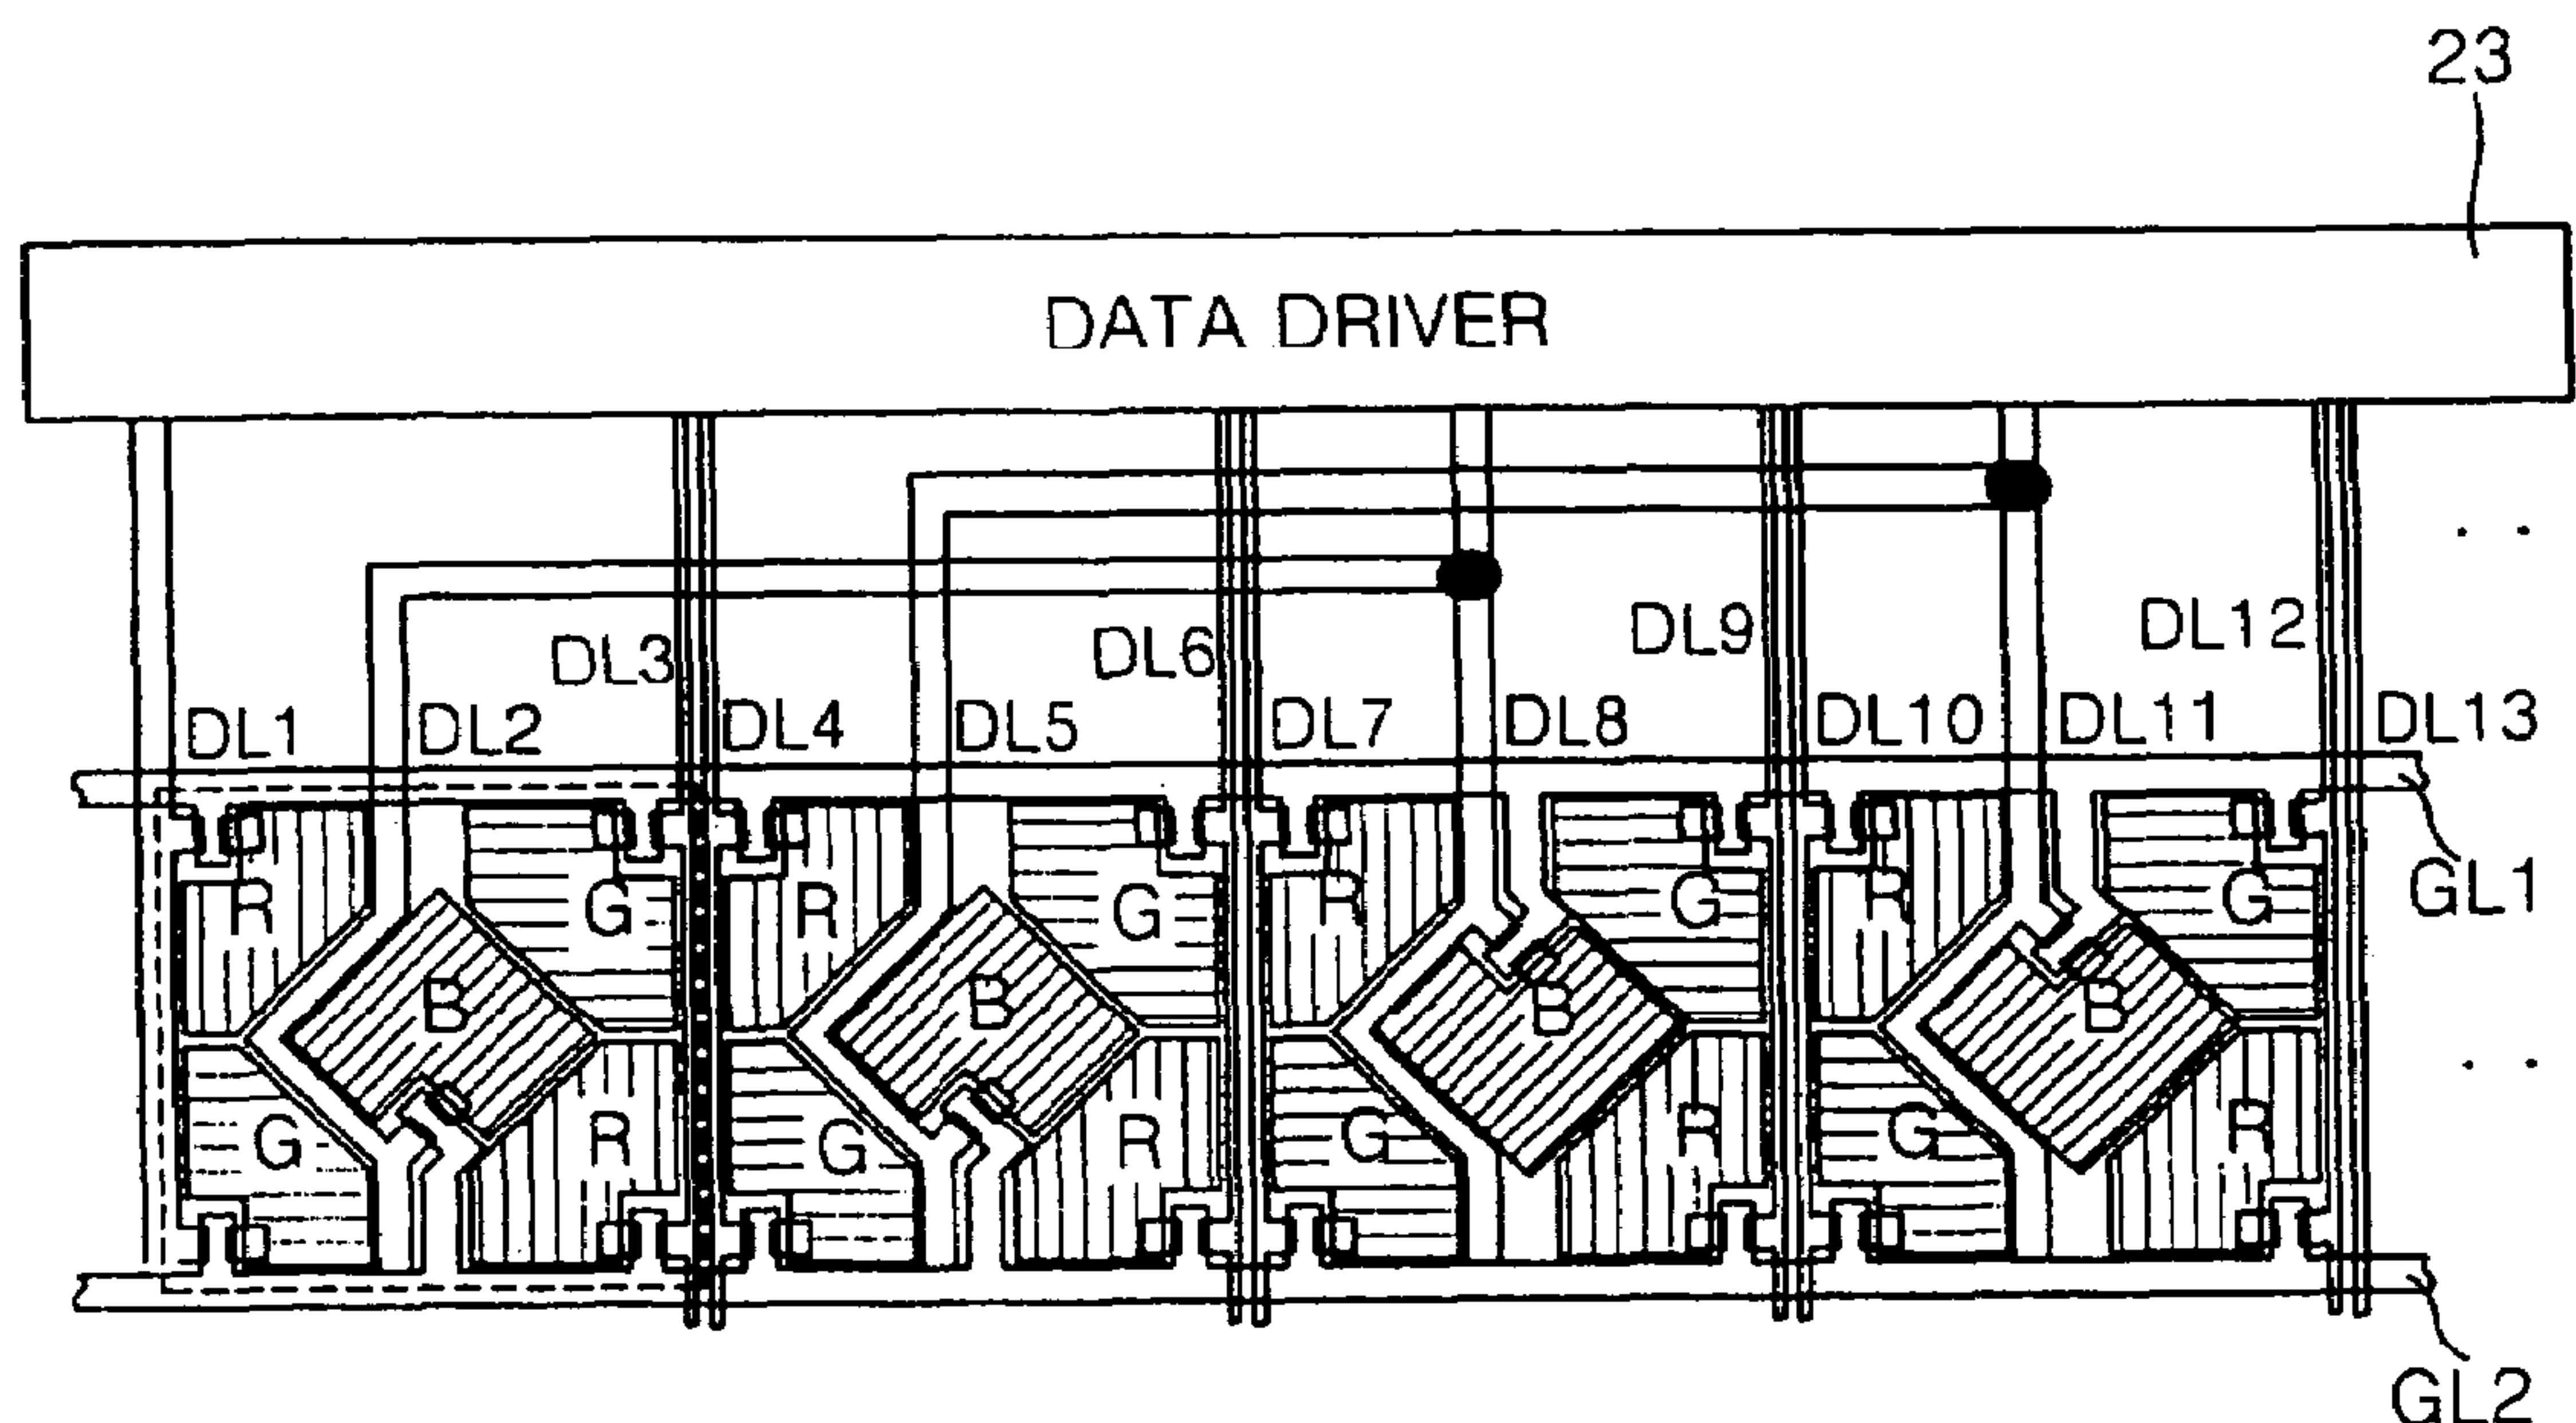 23
DATA DRIVER
DL9 DL12
DL3 DL6
DL1 DL2 DL4 DL5 DL7 DL8 DL10 DL11 DL13
R G R G R G R G GL1
B B B B
G R G R G R G R
GL2